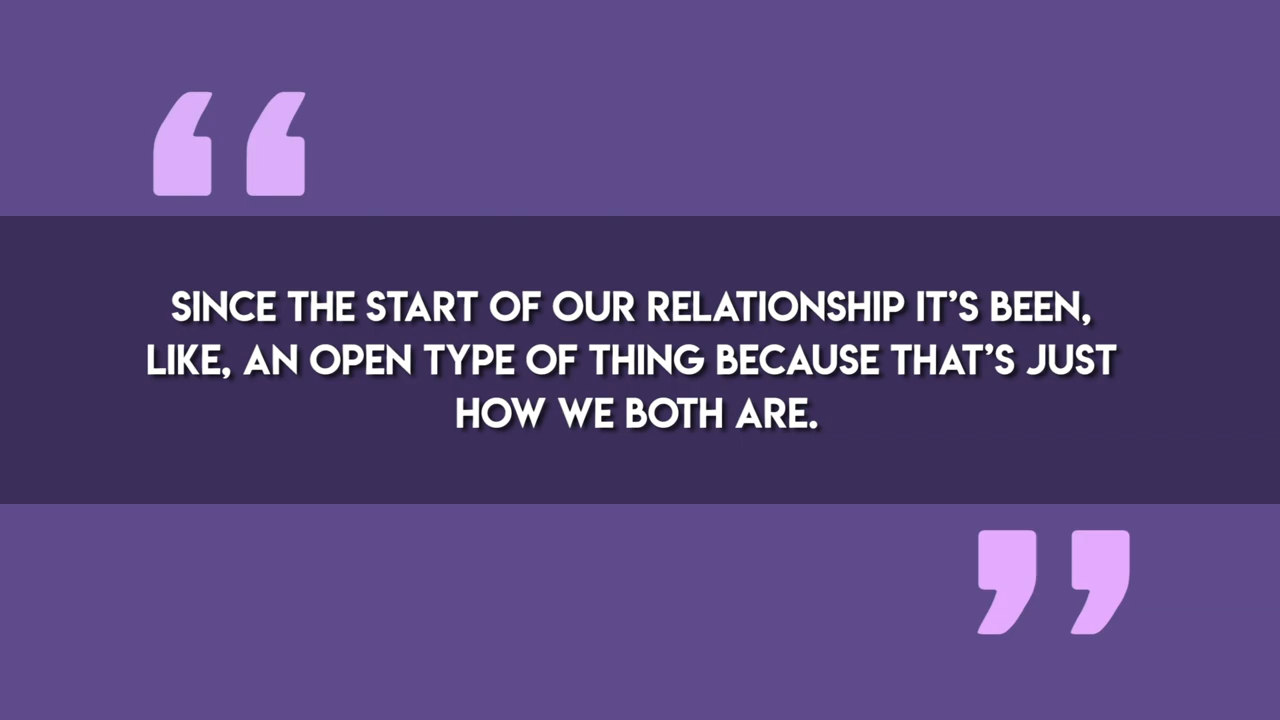 “
SINCE THE START OF OUR RELATIONSHIP IT’S BEEN,
LIKE, AN OPEN TYPE OF THING BECAUSE THAT’S JUST
HOW WE BOTH ARE.
”